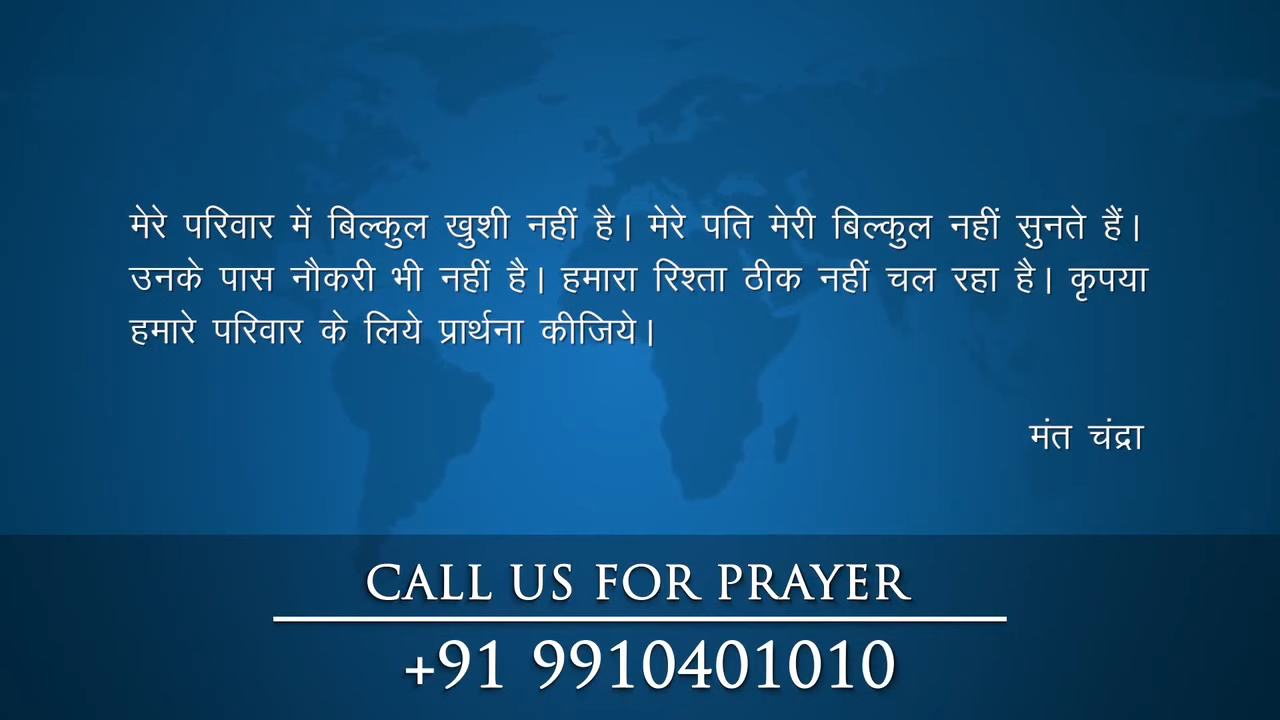 मेरे परिवार में बिल्कुल खुशी नहीं है। मेरे पति मेरी बिल्कुल नहीं सुनते हैं।
उनके पास नौकरी भी नहीं है। हमारा रिश्ता ठीक नहीं चल रहा है। कृपया
हमारे परिवार के लिये प्रार्थना कीजिये।
मंत चंद्रा
CALL US FOR PRAYER
+91 9910401010